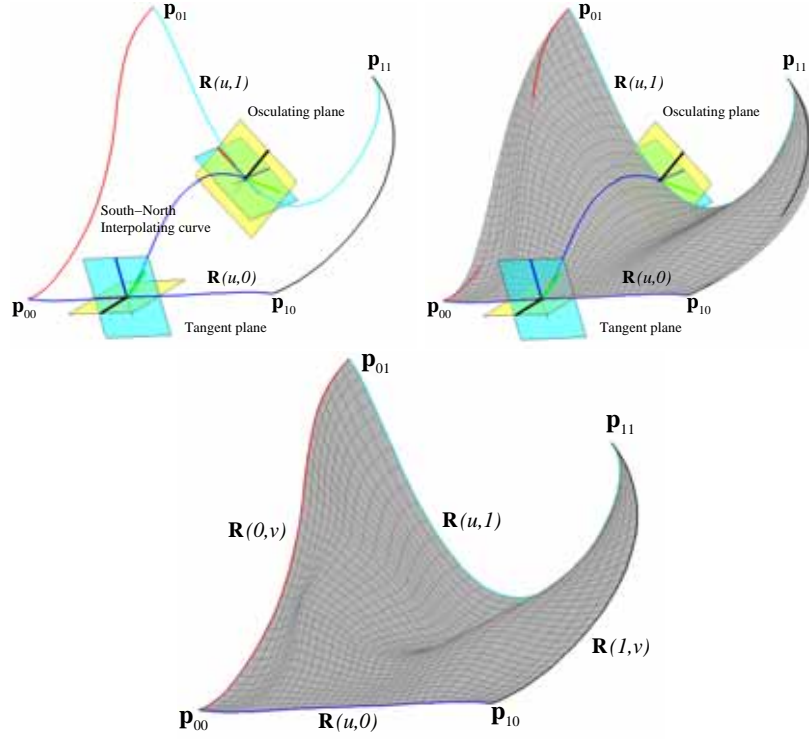 p01
R(u,1)
Osculating plane
p11
South–North
Interpolating curve
R(u,0)
p00
p10
Tangent plane
p01
R(u,1)
p11
Osculating plane
R(u,0)
p00
p10
Tangent plane
p01
p11
R(0,v)
R(u,1)
R(1,v)
p00
R(u,0)
p10